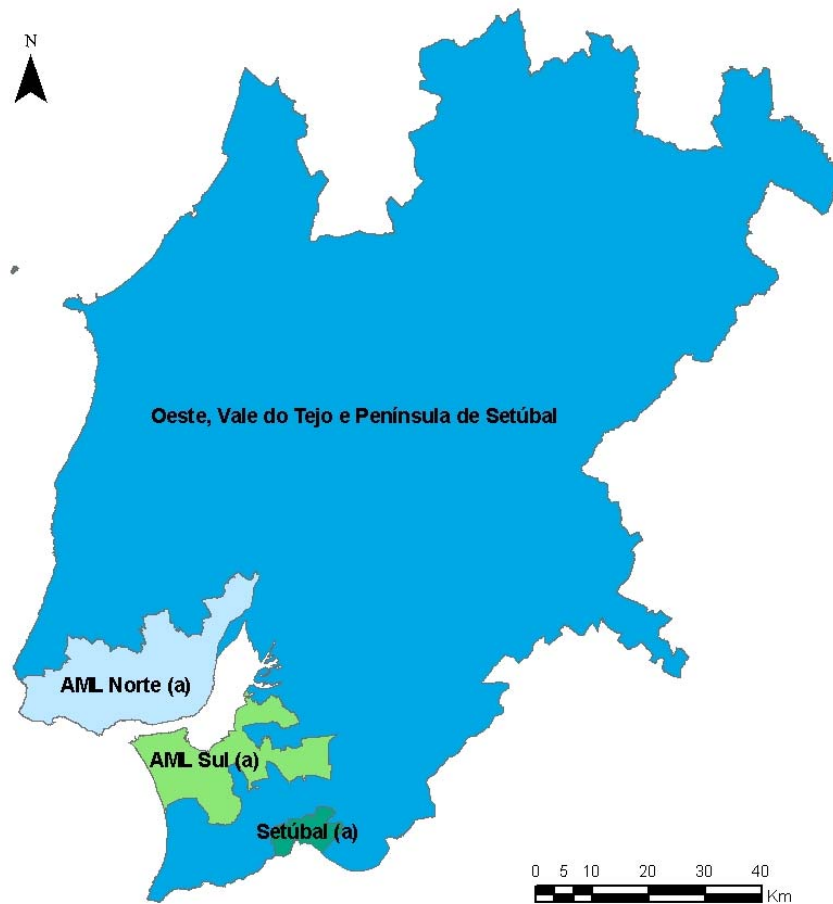 N
Oeste, Vale do Tejo e Península de Setúbal
AML Norte (a)
AML Sul (a)
Setúbal (a)
0 5 10 20 30 40
Km